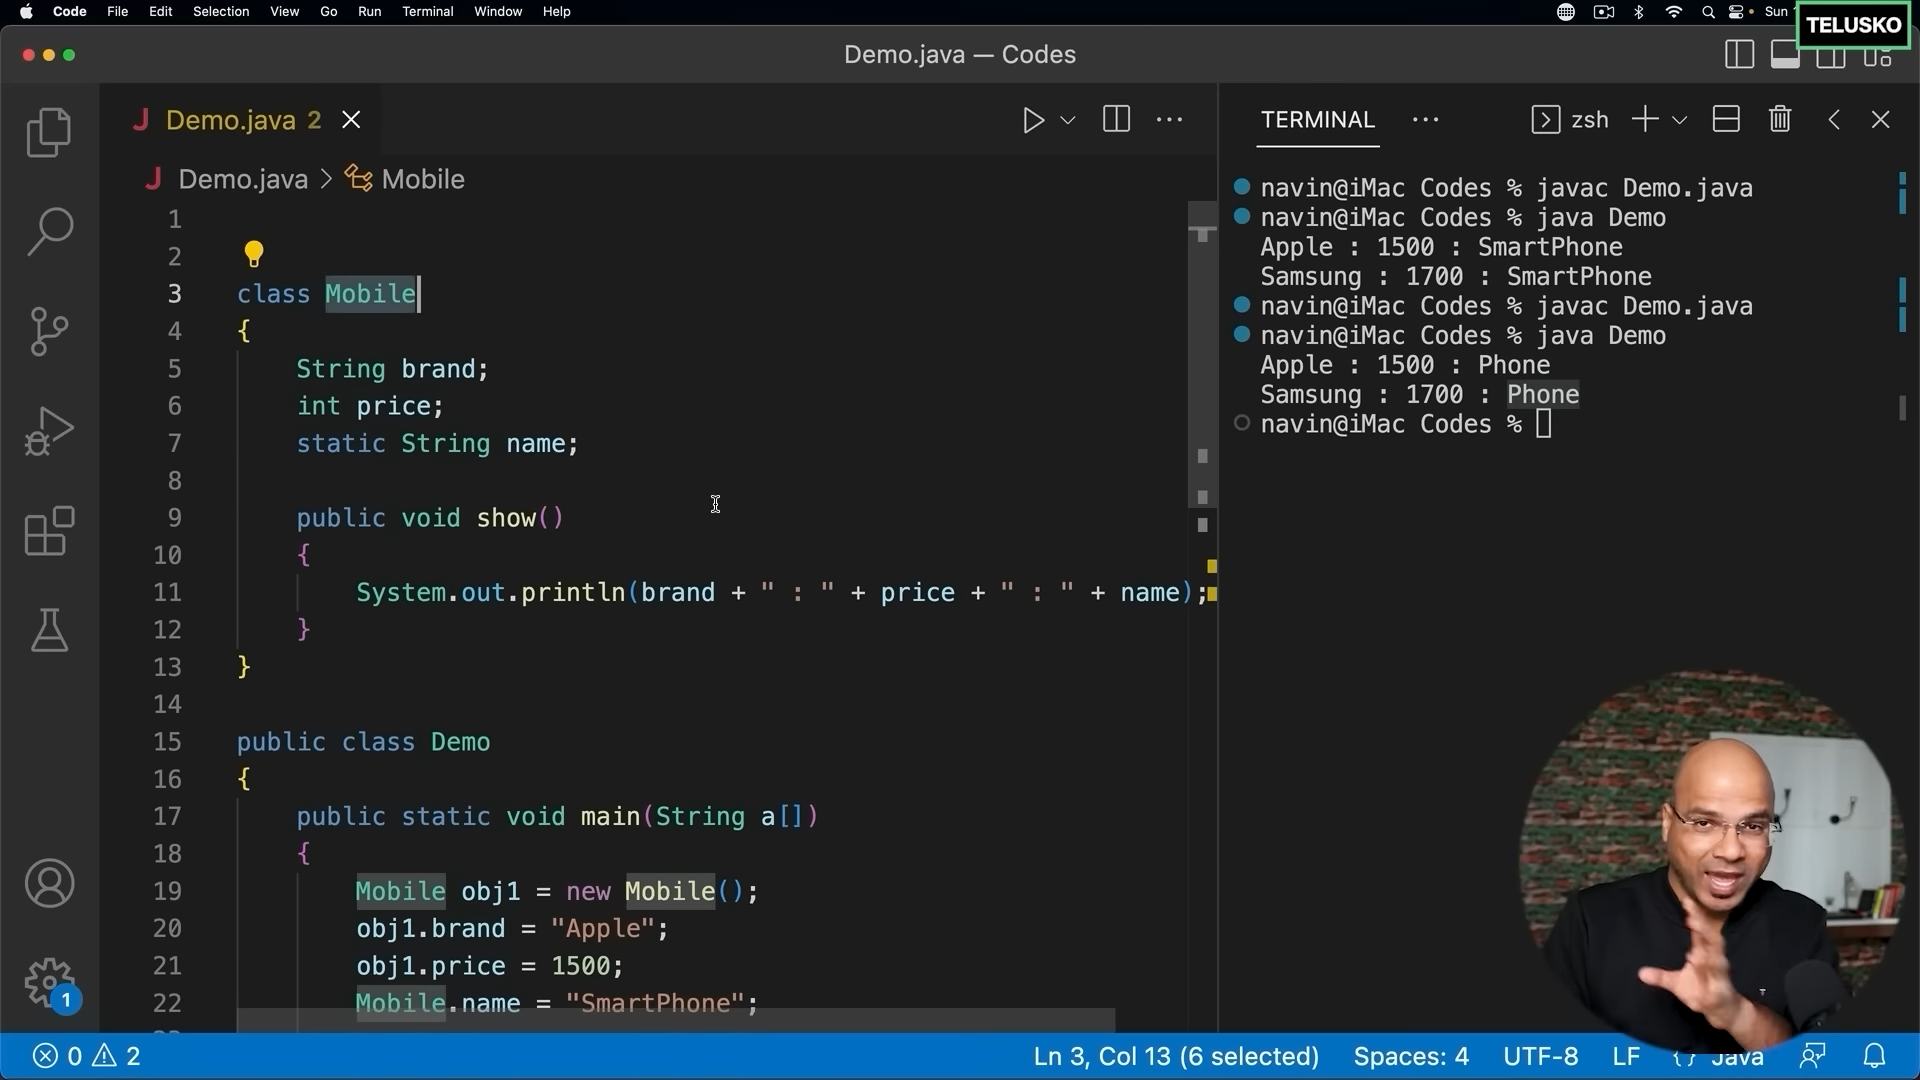 Code File Edit Selection View Go Run Terminal Window Help Sun
TELUSKO
Demo.java — Codes
J Demo.java 2
TERMINAL zsh
J Demo.java > Mobile
1
2
3 class Mobile
4 {
5 String brand;
6 int price;
7 static String name;
8
9 public void show()
10 {
11 System.out.println(brand + " : " + price + " : " + name);
12 }
13 }
14
15 public class Demo
16 {
17 public static void main(String a[])
18 {
19 Mobile obj1 = new Mobile();
20 obj1.brand = "Apple";
21 obj1.price = 1500;
22 Mobile.name = "SmartPhone";
navin@iMac Codes % javac Demo.java
navin@iMac Codes % java Demo
Apple : 1500 : SmartPhone
Samsung : 1700 : SmartPhone
navin@iMac Codes % javac Demo.java
navin@iMac Codes % java Demo
Apple : 1500 : Phone
Samsung : 1700 : Phone
navin@iMac Codes %
1
0 2 Ln 3, Col 13 (6 selected) Spaces: 4 UTF-8 LF {} Java